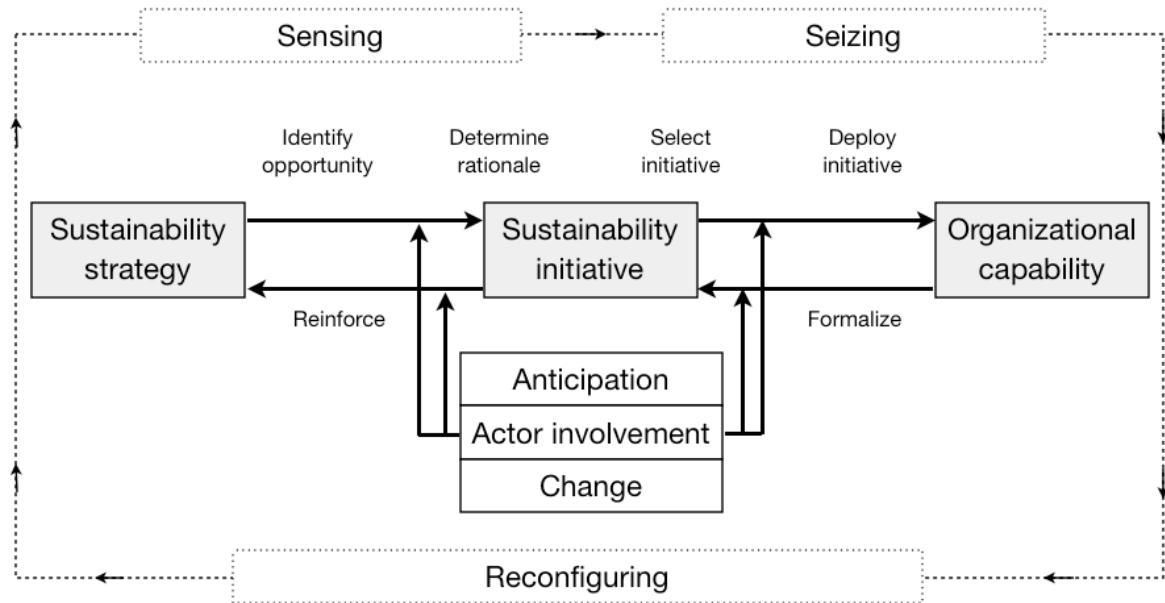 Sensing
Seizing
Identify
opportunity
Determine
rationale
Select
initiative
Deploy
initiative
Sustainability
strategy
Sustainability
initiative
Organizational
capability
Reinforce
Formalize
Anticipation
Actor involvement
Change
Reconfiguring